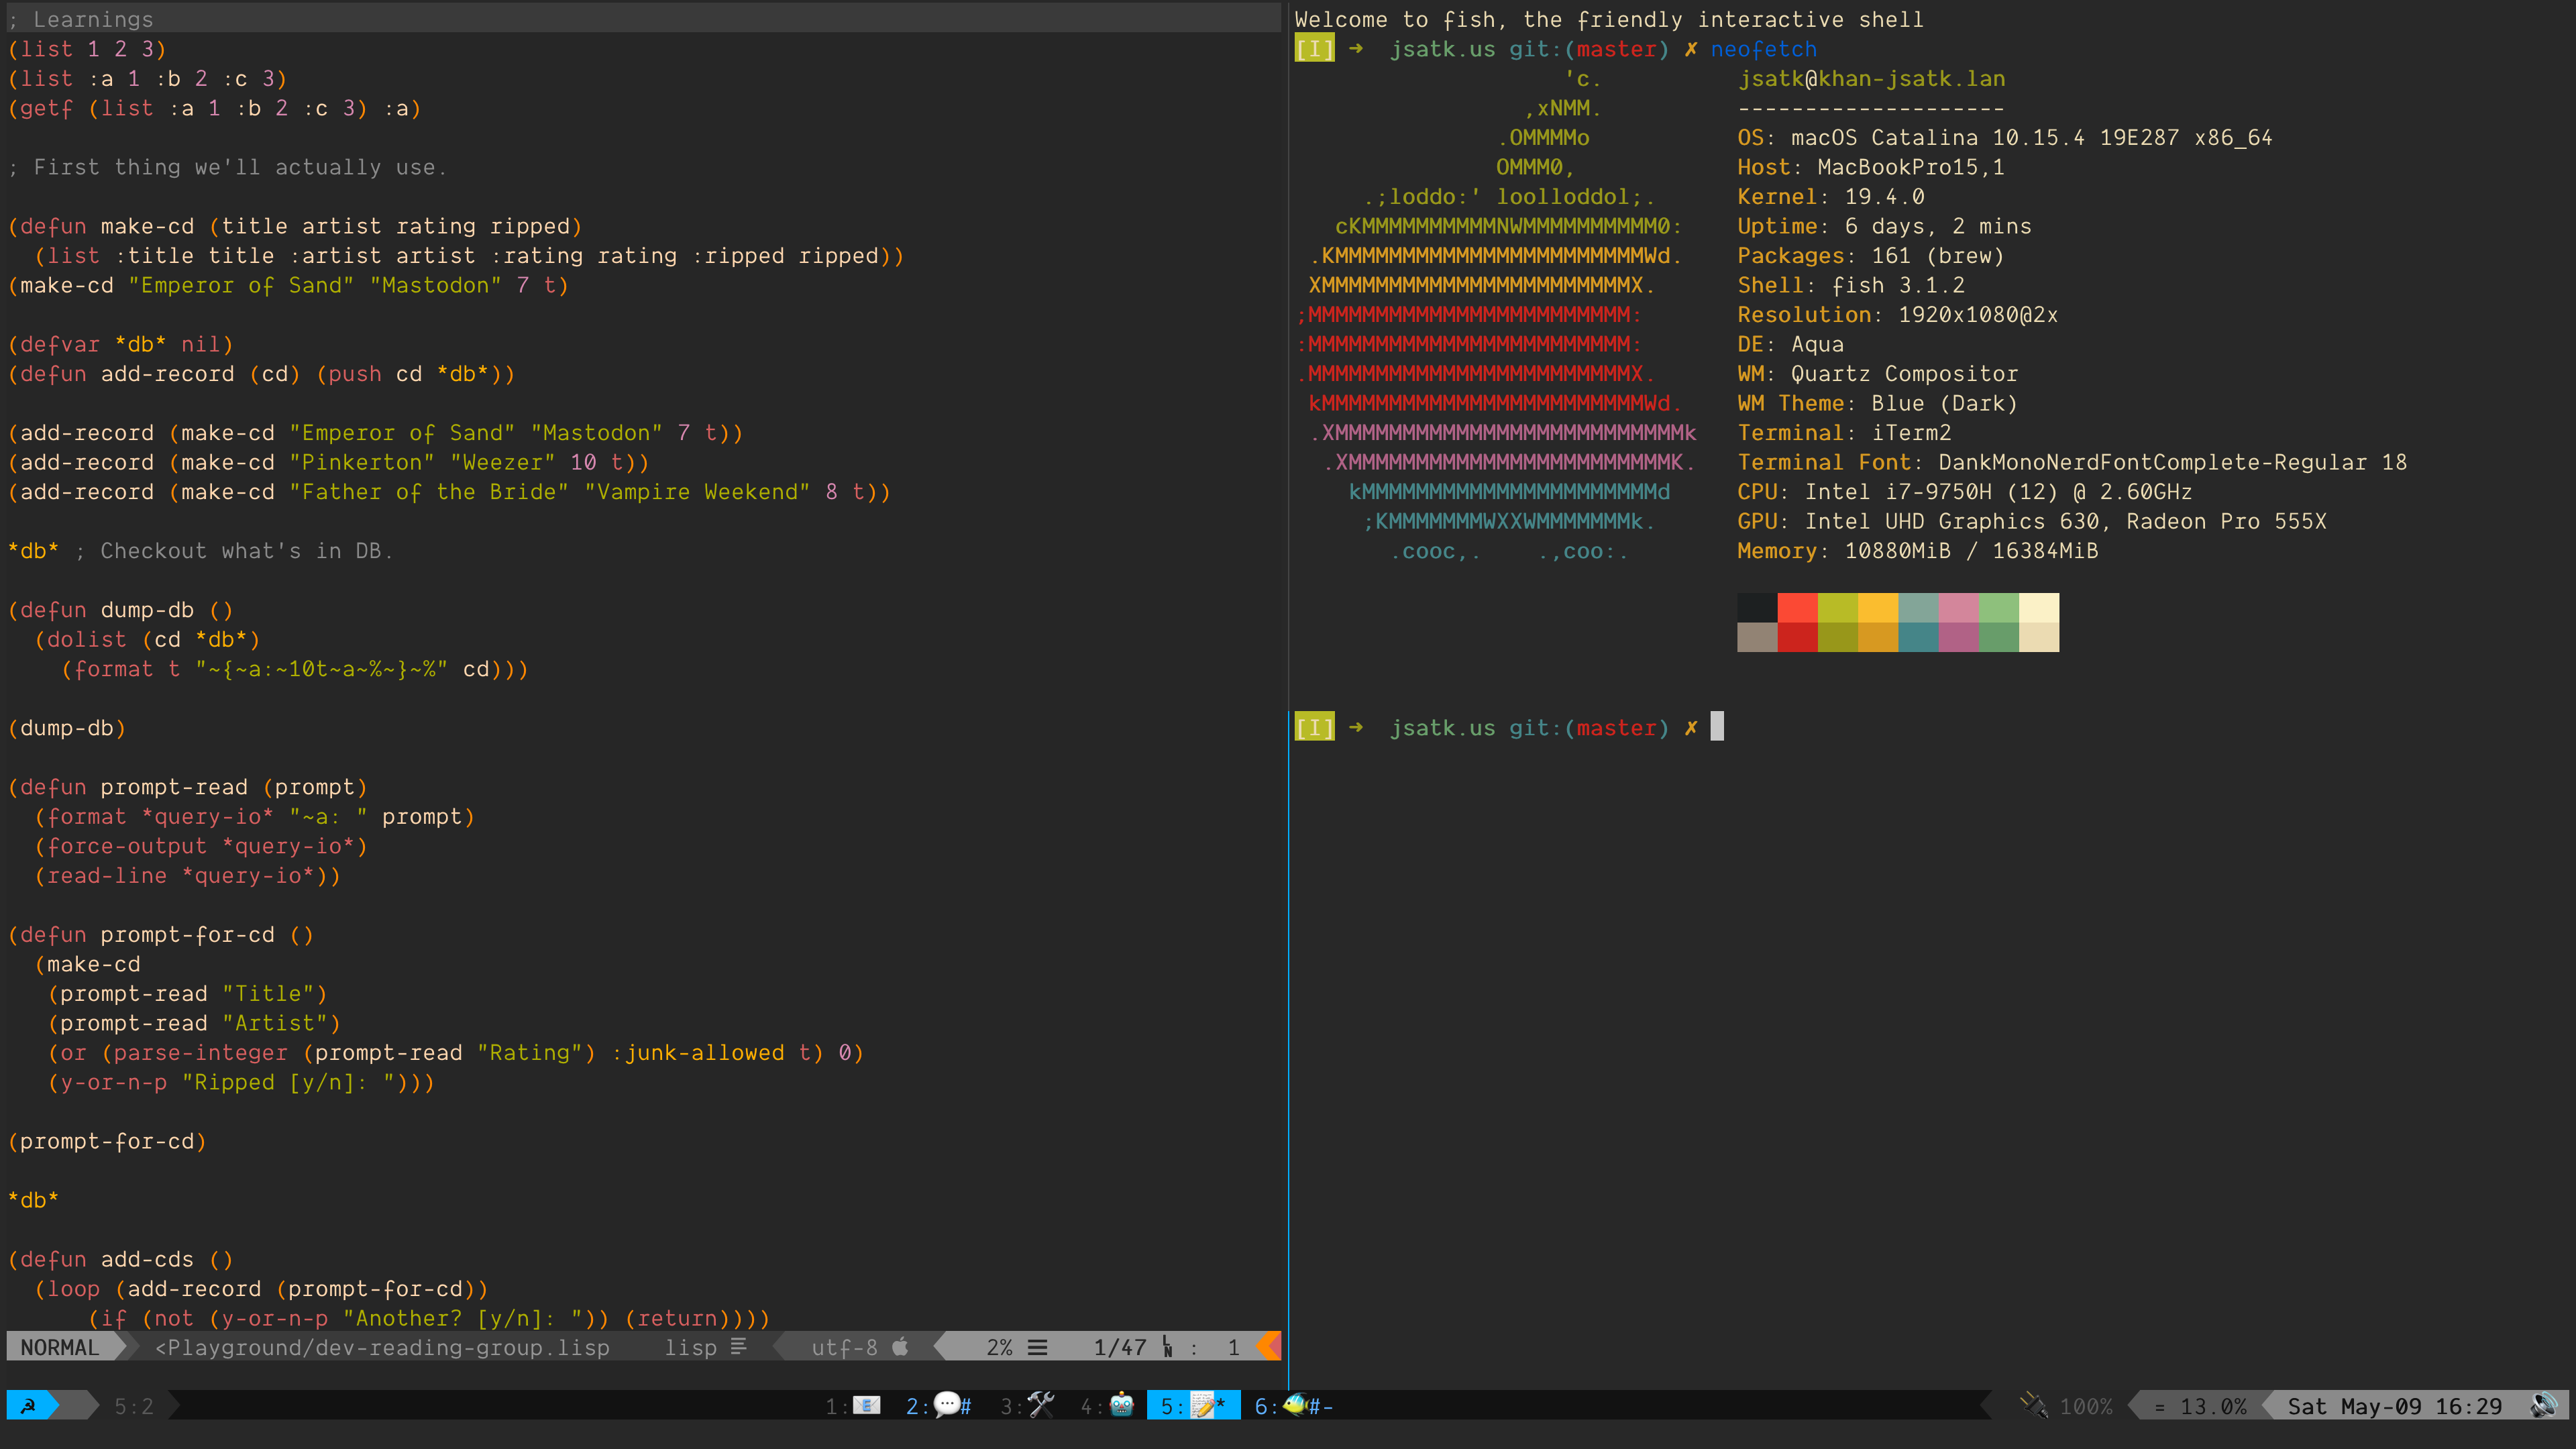 ; Learnings
(list 1 2 3)
(list :a 1 :b 2 :c 3)
(getf (list :a 1 :b 2 :c 3) :a)
; First thing we'll actually use.
(defun make-cd (title artist rating ripped)
  (list :title title :artist artist :rating rating :ripped ripped))
(make-cd "Emperor of Sand" "Mastodon" 7 t)
(defvar *db* nil)
(defun add-record (cd) (push cd *db*))
(add-record (make-cd "Emperor of Sand" "Mastodon" 7 t))
(add-record (make-cd "Pinkerton" "Weezer" 10 t))
(add-record (make-cd "Father of the Bride" "Vampire Weekend" 8 t))
*db* ; Checkout what's in DB.
(defun dump-db ()
  (dolist (cd *db*)
    (format t "~{~a:~10t~a~%~}~%" cd)))
(dump-db)
(defun prompt-read (prompt)
  (format *query-io* "~a: " prompt)
  (force-output *query-io*)
  (read-line *query-io*))
(defun prompt-for-cd ()
  (make-cd
   (prompt-read "Title")
   (prompt-read "Artist")
   (or (parse-integer (prompt-read "Rating") :junk-allowed t) 0)
   (y-or-n-p "Ripped [y/n]: ")))
(prompt-for-cd)
*db*
(defun add-cds ()
  (loop (add-record (prompt-for-cd))
      (if (not (y-or-n-p "Another? [y/n]: ")) (return))))
NORMAL <Playground/dev-reading-group.lisp lisp utf-8 2% ☰ 1/47 : 1
Welcome to fish, the friendly interactive shell
[I] ➜  jsatk.us git:(master) ✗ neofetch
                    'c.
                 ,xNMM.
               .OMMMMo
               OMMM0,
     .;loddo:' loolloddol;.
   cKMMMMMMMMMMNWMMMMMMMMMM0:
 .KMMMMMMMMMMMMMMMMMMMMMMMWd.
 XMMMMMMMMMMMMMMMMMMMMMMMX.
;MMMMMMMMMMMMMMMMMMMMMMMM:
:MMMMMMMMMMMMMMMMMMMMMMMM:
.MMMMMMMMMMMMMMMMMMMMMMMMX.
 kMMMMMMMMMMMMMMMMMMMMMMMMWd.
 .XMMMMMMMMMMMMMMMMMMMMMMMMMMk
  .XMMMMMMMMMMMMMMMMMMMMMMMMK.
    kMMMMMMMMMMMMMMMMMMMMMMd
     ;KMMMMMMMWXXWMMMMMMMk.
       .cooc,.    .,coo:.
jsatk@khan-jsatk.lan
--------------------
OS: macOS Catalina 10.15.4 19E287 x86_64
Host: MacBookPro15,1
Kernel: 19.4.0
Uptime: 6 days, 2 mins
Packages: 161 (brew)
Shell: fish 3.1.2
Resolution: 1920x1080@2x
DE: Aqua
WM: Quartz Compositor
WM Theme: Blue (Dark)
Terminal: iTerm2
Terminal Font: DankMonoNerdFontComplete-Regular 18
CPU: Intel i7-9750H (12) @ 2.60GHz
GPU: Intel UHD Graphics 630, Radeon Pro 555X
Memory: 10880MiB / 16384MiB
[I] ➜  jsatk.us git:(master) ✗
☭ 5:2 1:📧 2:💬# 3:🛠 4:🤖 5:📝* 6:🐠#- 🔌 100% = 13.0% Sat May-09 16:29 🔊